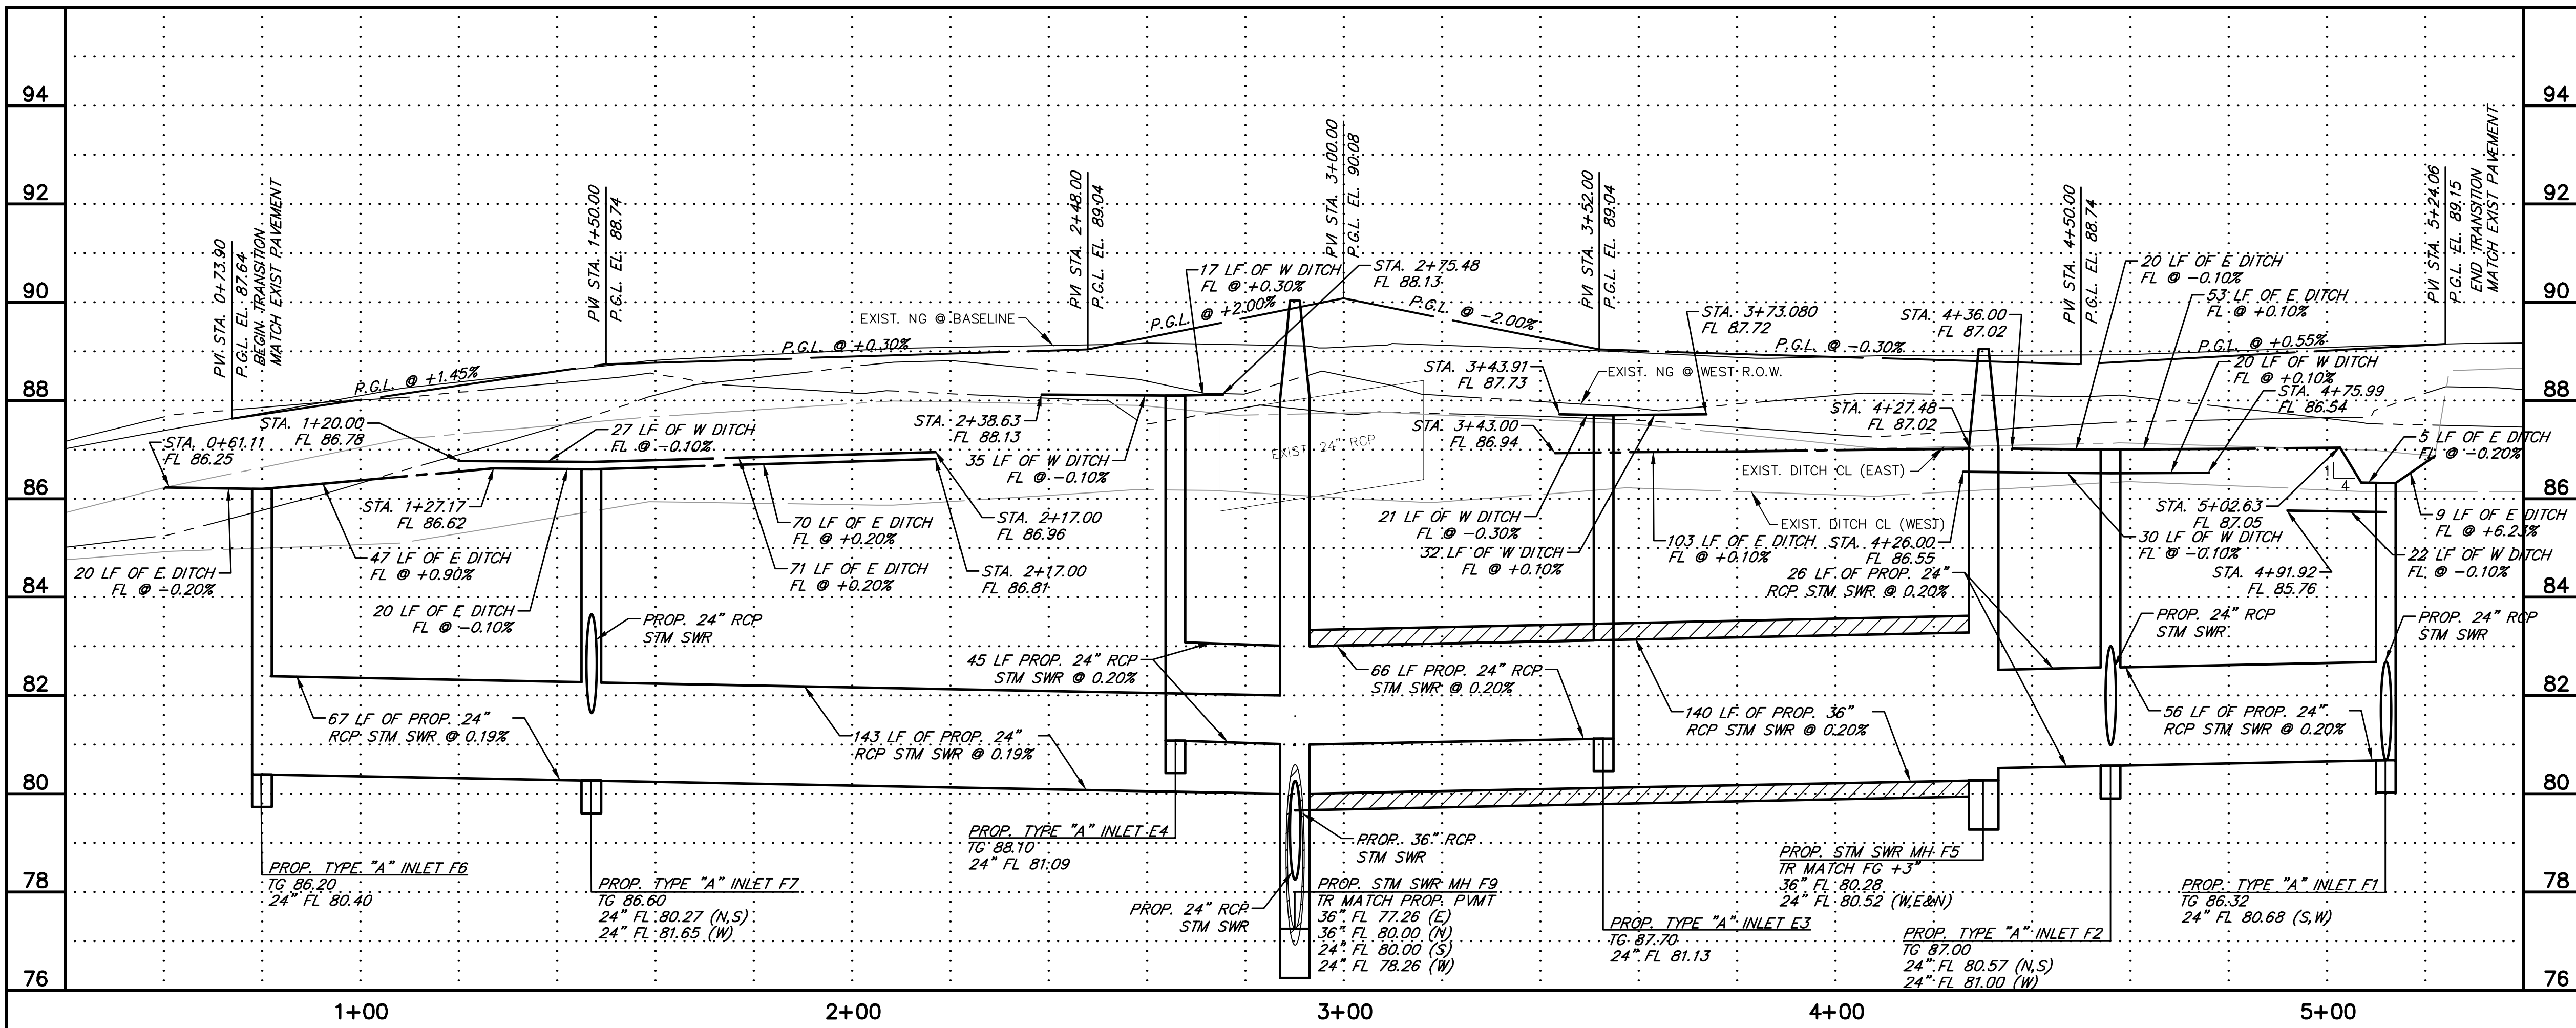 94
92
90
88
86
84
82
80
78
76
94
92
90
88
86
84
82
80
78
76
1+00
2+00
3+00
4+00
5+00
PVI STA. 0+73.90
P.G.L. EL. 87.64
BEGIN TRANSITION
MATCH EXIST PAVEMENT
PVI STA. 1+50.00
P.G.L. EL. 88.74
PVI STA. 2+48.00
P.G.L. EL. 89.04
PVI STA. 3+00.00
P.G.L. EL. 90.08
PVI STA. 3+52.00
P.G.L. EL. 89.04
PVI STA. 4+50.00
P.G.L. EL. 88.74
PVI STA. 5+24.06
P.G.L. EL. 89.15
END TRANSITION
MATCH EXIST PAVEMENT
P.G.L. @ +1.45%
P.G.L. @ +0.30%
P.G.L. @ +2.00%
P.G.L. @ -2.00%
P.G.L. @ -0.30%
P.G.L. @ +0.55%
EXIST. NG @ BASELINE
EXIST. NG @ WEST R.O.W.
EXIST. 24" RCP
EXIST. DITCH CL (EAST)
EXIST. DITCH CL (WEST)
STA. 0+61.11
FL 86.25
STA. 1+20.00
FL 86.78
27 LF OF W DITCH
FL @ -0.10%
STA. 1+27.17
FL 86.62
20 LF OF E DITCH
FL @ -0.20%
47 LF OF E DITCH
FL @ +0.90%
20 LF OF E DITCH
FL @ -0.10%
70 LF OF E DITCH
FL @ +0.20%
71 LF OF E DITCH
FL @ +0.20%
STA. 2+17.00
FL 86.96
STA. 2+17.00
FL 86.81
STA. 2+38.63
FL 88.13
35 LF OF W DITCH
FL @ -0.10%
17 LF OF W DITCH
FL @ +0.30%
STA. 2+75.48
FL 88.13
STA. 3+43.91
FL 87.73
STA. 3+43.00
FL 86.94
STA. 3+73.080
FL 87.72
21 LF OF W DITCH
FL @ -0.30%
32 LF OF W DITCH
FL @ +0.10%
103 LF OF E DITCH
FL @ +0.10%
STA. 4+26.00
FL 86.55
STA. 4+27.48
FL 87.02
STA. 4+36.00
FL 87.02
20 LF OF E DITCH
FL @ -0.10%
53 LF OF E DITCH
FL @ +0.10%
20 LF OF W DITCH
FL @ +0.10%
STA. 4+75.99
FL 86.54
5 LF OF E DITCH
FL @ -0.20%
1
4
STA. 5+02.63
FL 87.05
30 LF OF W DITCH
FL @ -0.10%
9 LF OF E DITCH
FL @ +6.23%
22 LF OF W DITCH
FL @ -0.10%
STA. 4+91.92
FL 85.76
PROP. 24" RCP
STM SWR
67 LF OF PROP. 24"
RCP STM SWR @ 0.19%
143 LF OF PROP. 24"
RCP STM SWR @ 0.19%
45 LF PROP. 24" RCP
STM SWR @ 0.20%
66 LF PROP. 24" RCP
STM SWR @ 0.20%
26 LF OF PROP. 24"
RCP STM SWR @ 0.20%
140 LF OF PROP. 36"
RCP STM SWR @ 0.20%
PROP. 24" RCP
STM SWR
56 LF OF PROP. 24"
RCP STM SWR @ 0.20%
PROP. 24" RCP
STM SWR
PROP. TYPE "A" INLET F6
TG 86.20
24" FL 80.40
PROP. TYPE "A" INLET F7
TG 86.60
24" FL 80.27 (N,S)
24" FL 81.65 (W)
PROP. TYPE "A" INLET E4
TG 88.10
24" FL 81.09
PROP. 24" RCP
STM SWR
PROP. 36" RCP
STM SWR
PROP. STM SWR MH F9
TR MATCH PROP. PVMT
36" FL 77.26 (E)
36" FL 80.00 (N)
24" FL 80.00 (S)
24" FL 78.26 (W)
PROP. TYPE "A" INLET E3
TG 87.70
24" FL 81.13
PROP. STM SWR MH F5
TR MATCH FG +3"
36" FL 80.28
24" FL 80.52 (W,E&N)
PROP. TYPE "A" INLET F2
TG 87.00
24" FL 80.57 (N,S)
24" FL 81.00 (W)
PROP. TYPE "A" INLET F1
TG 86.32
24" FL 80.68 (S,W)